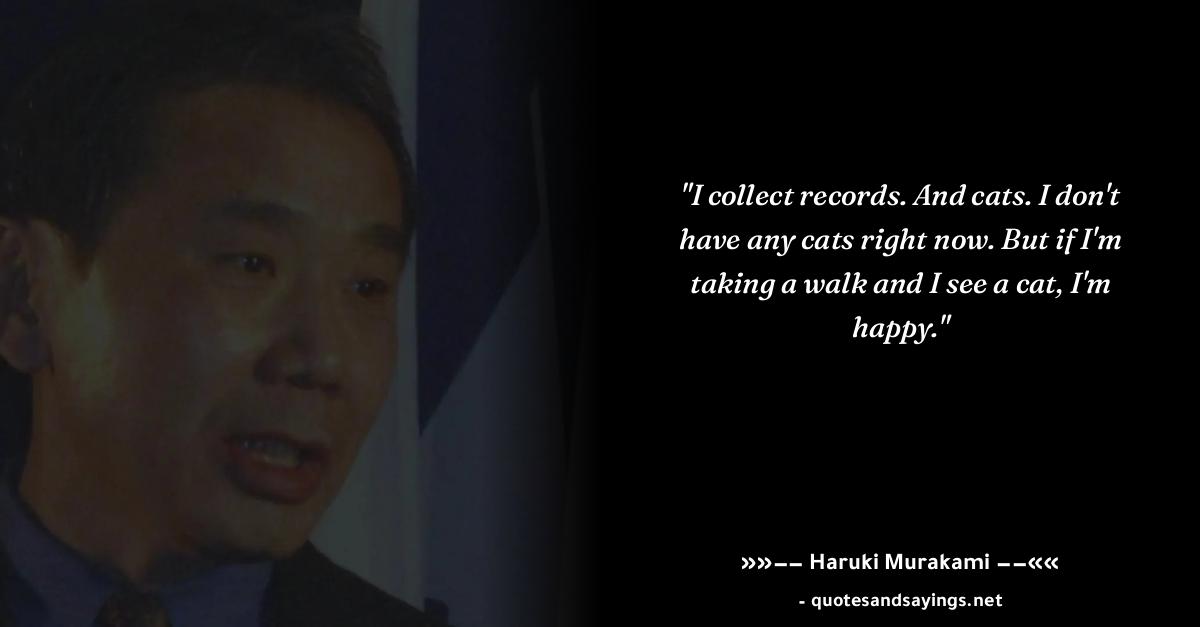 "I collect records. And cats. I don't
have any cats right now. But if I'm
taking a walk and I see a cat, I'm
happy."
»»-- Haruki Murakami --««
- quotesandsayings.net